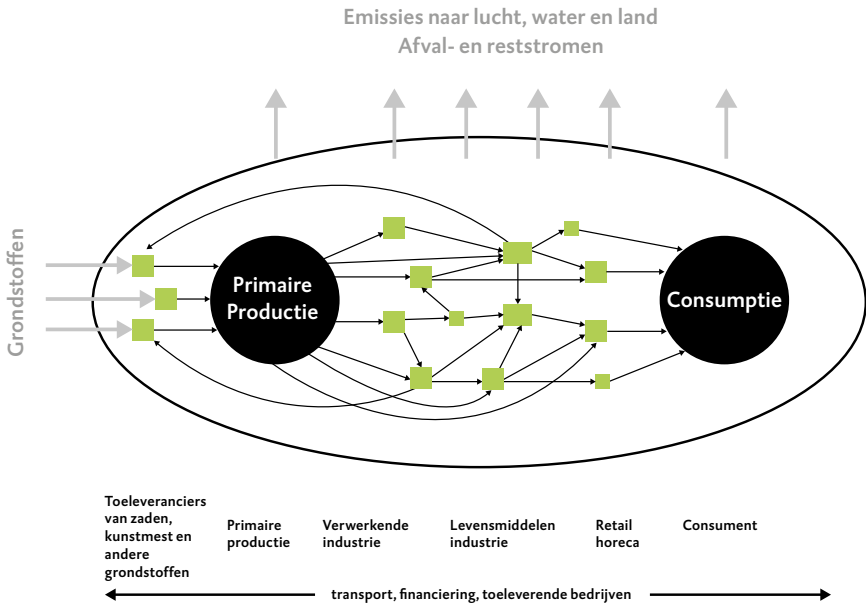 Emissies naar lucht, water en land
Afval- en reststromen
Grondstoffen
Primaire
Productie
Consumptie
Toeleveranciers
van zaden,
kunstmest en
andere
grondstoffen
Primaire
productie
Verwerkende
industrie
Levensmiddelen
industrie
Retail
horeca
Consument
transport, financiering, toeleverende bedrijven